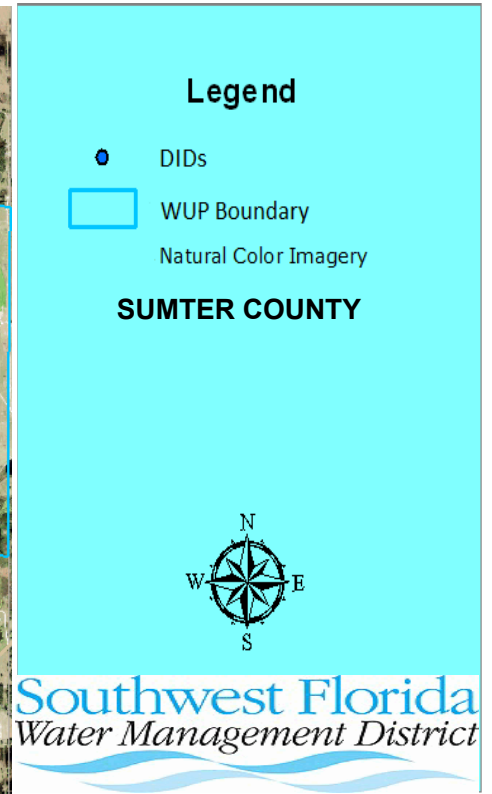 Legend
DIDs
WUP Boundary
Natural Color Imagery
SUMTER COUNTY
N
W E
S
Southwest Florida
Water Management District